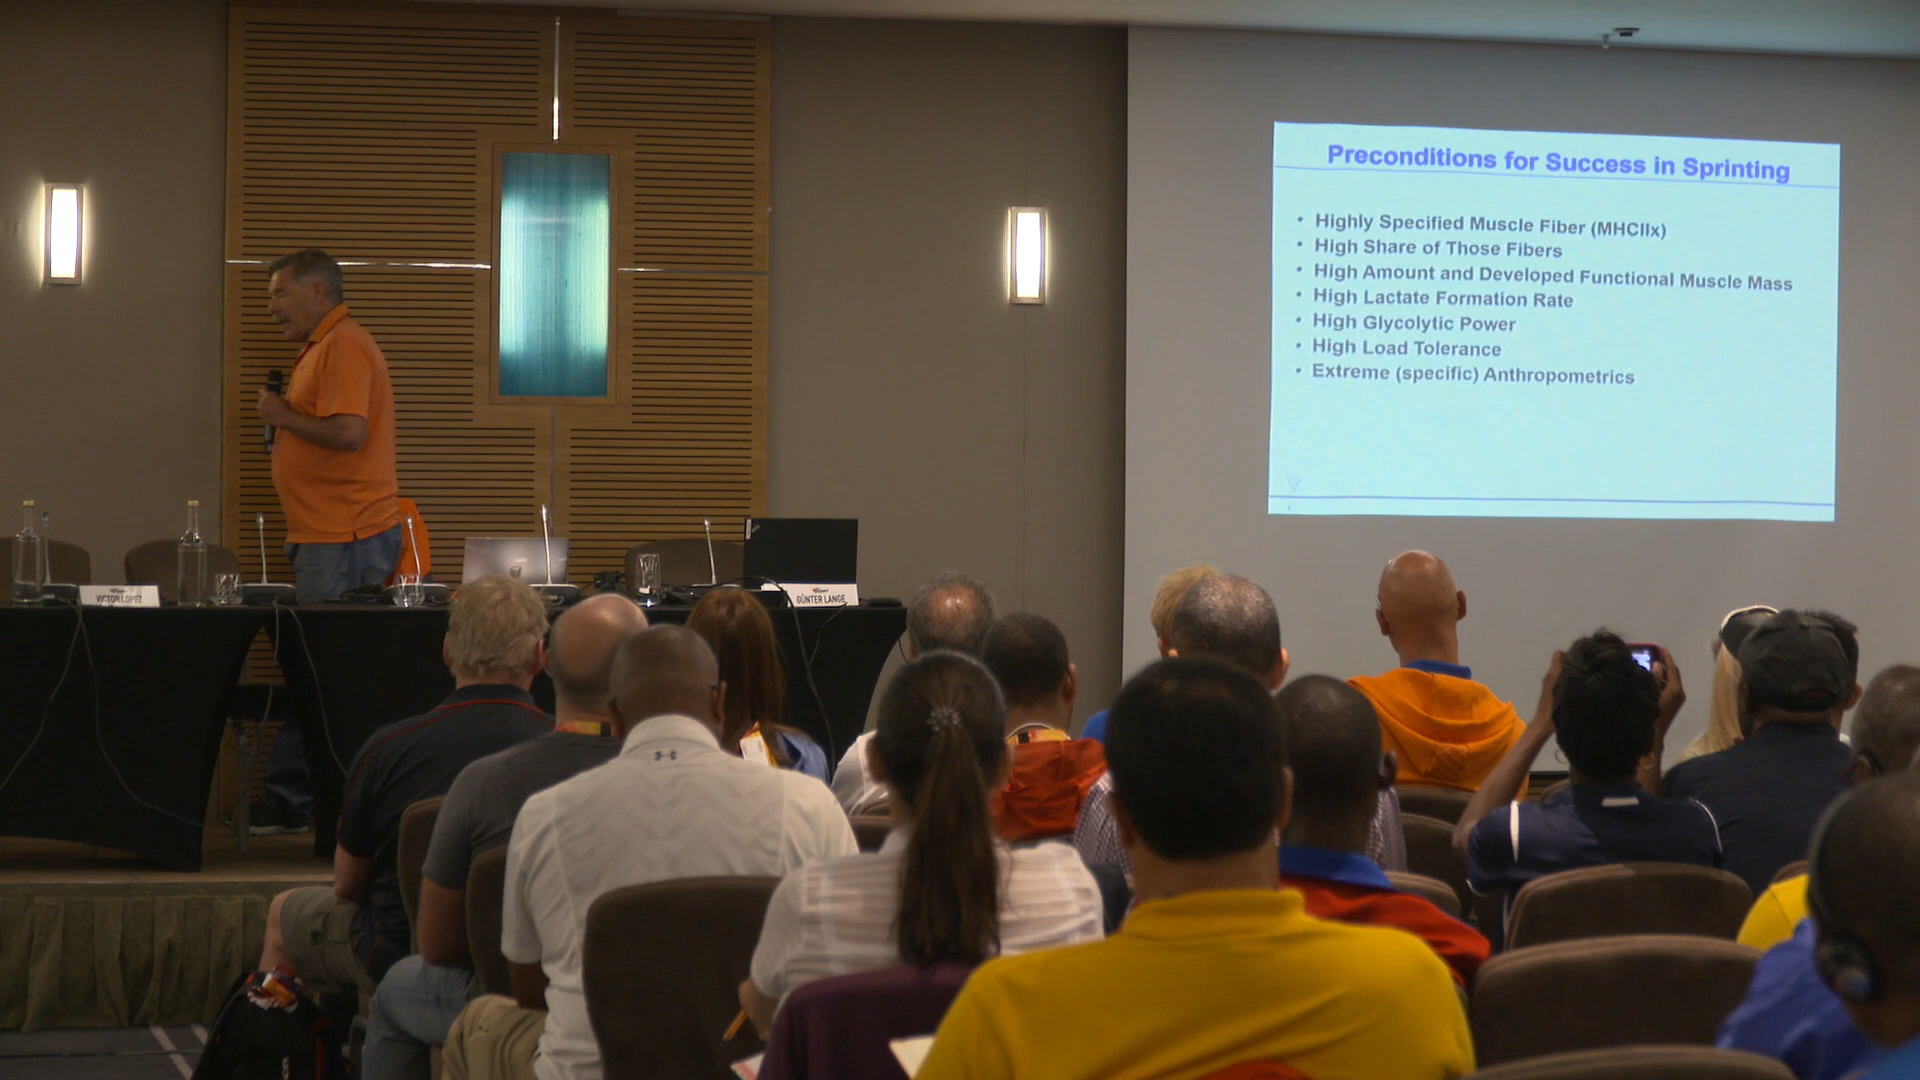 Preconditions for Success in Sprinting
• Highly Specified Muscle Fiber (MHCIIx)
• High Share of Those Fibers
• High Amount and Developed Functional Muscle Mass
• High Lactate Formation Rate
• High Glycolytic Power
• High Load Tolerance
• Extreme (specific) Anthropometrics
VICTOR LOPEZ
GÜNTER LANGE